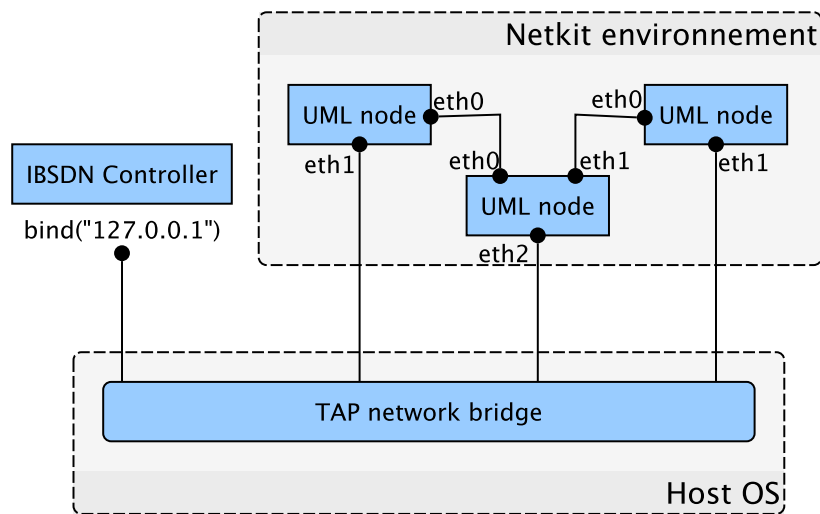 Netkit environnement
UML node
eth0
eth1
eth0
UML node
eth1
eth0
eth1
UML node
eth2
IBSDN Controller
bind("127.0.0.1")
TAP network bridge
Host OS